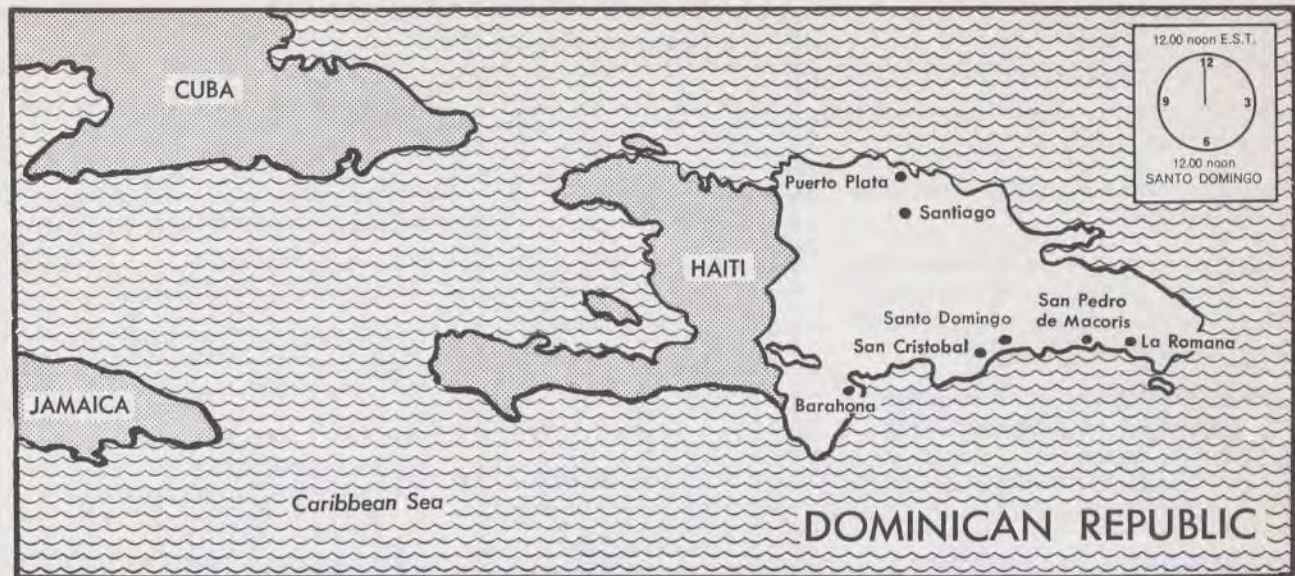 12.00 noon E.S.T.
12
9
3
6
12.00 noon
SANTO DOMINGO
CUBA
Puerto Plata
Santiago
HAITI
San Pedro
de Macoris
Santo Domingo
San Cristobal
La Romana
JAMAICA
Barahona
Caribbean Sea
DOMINICAN REPUBLIC